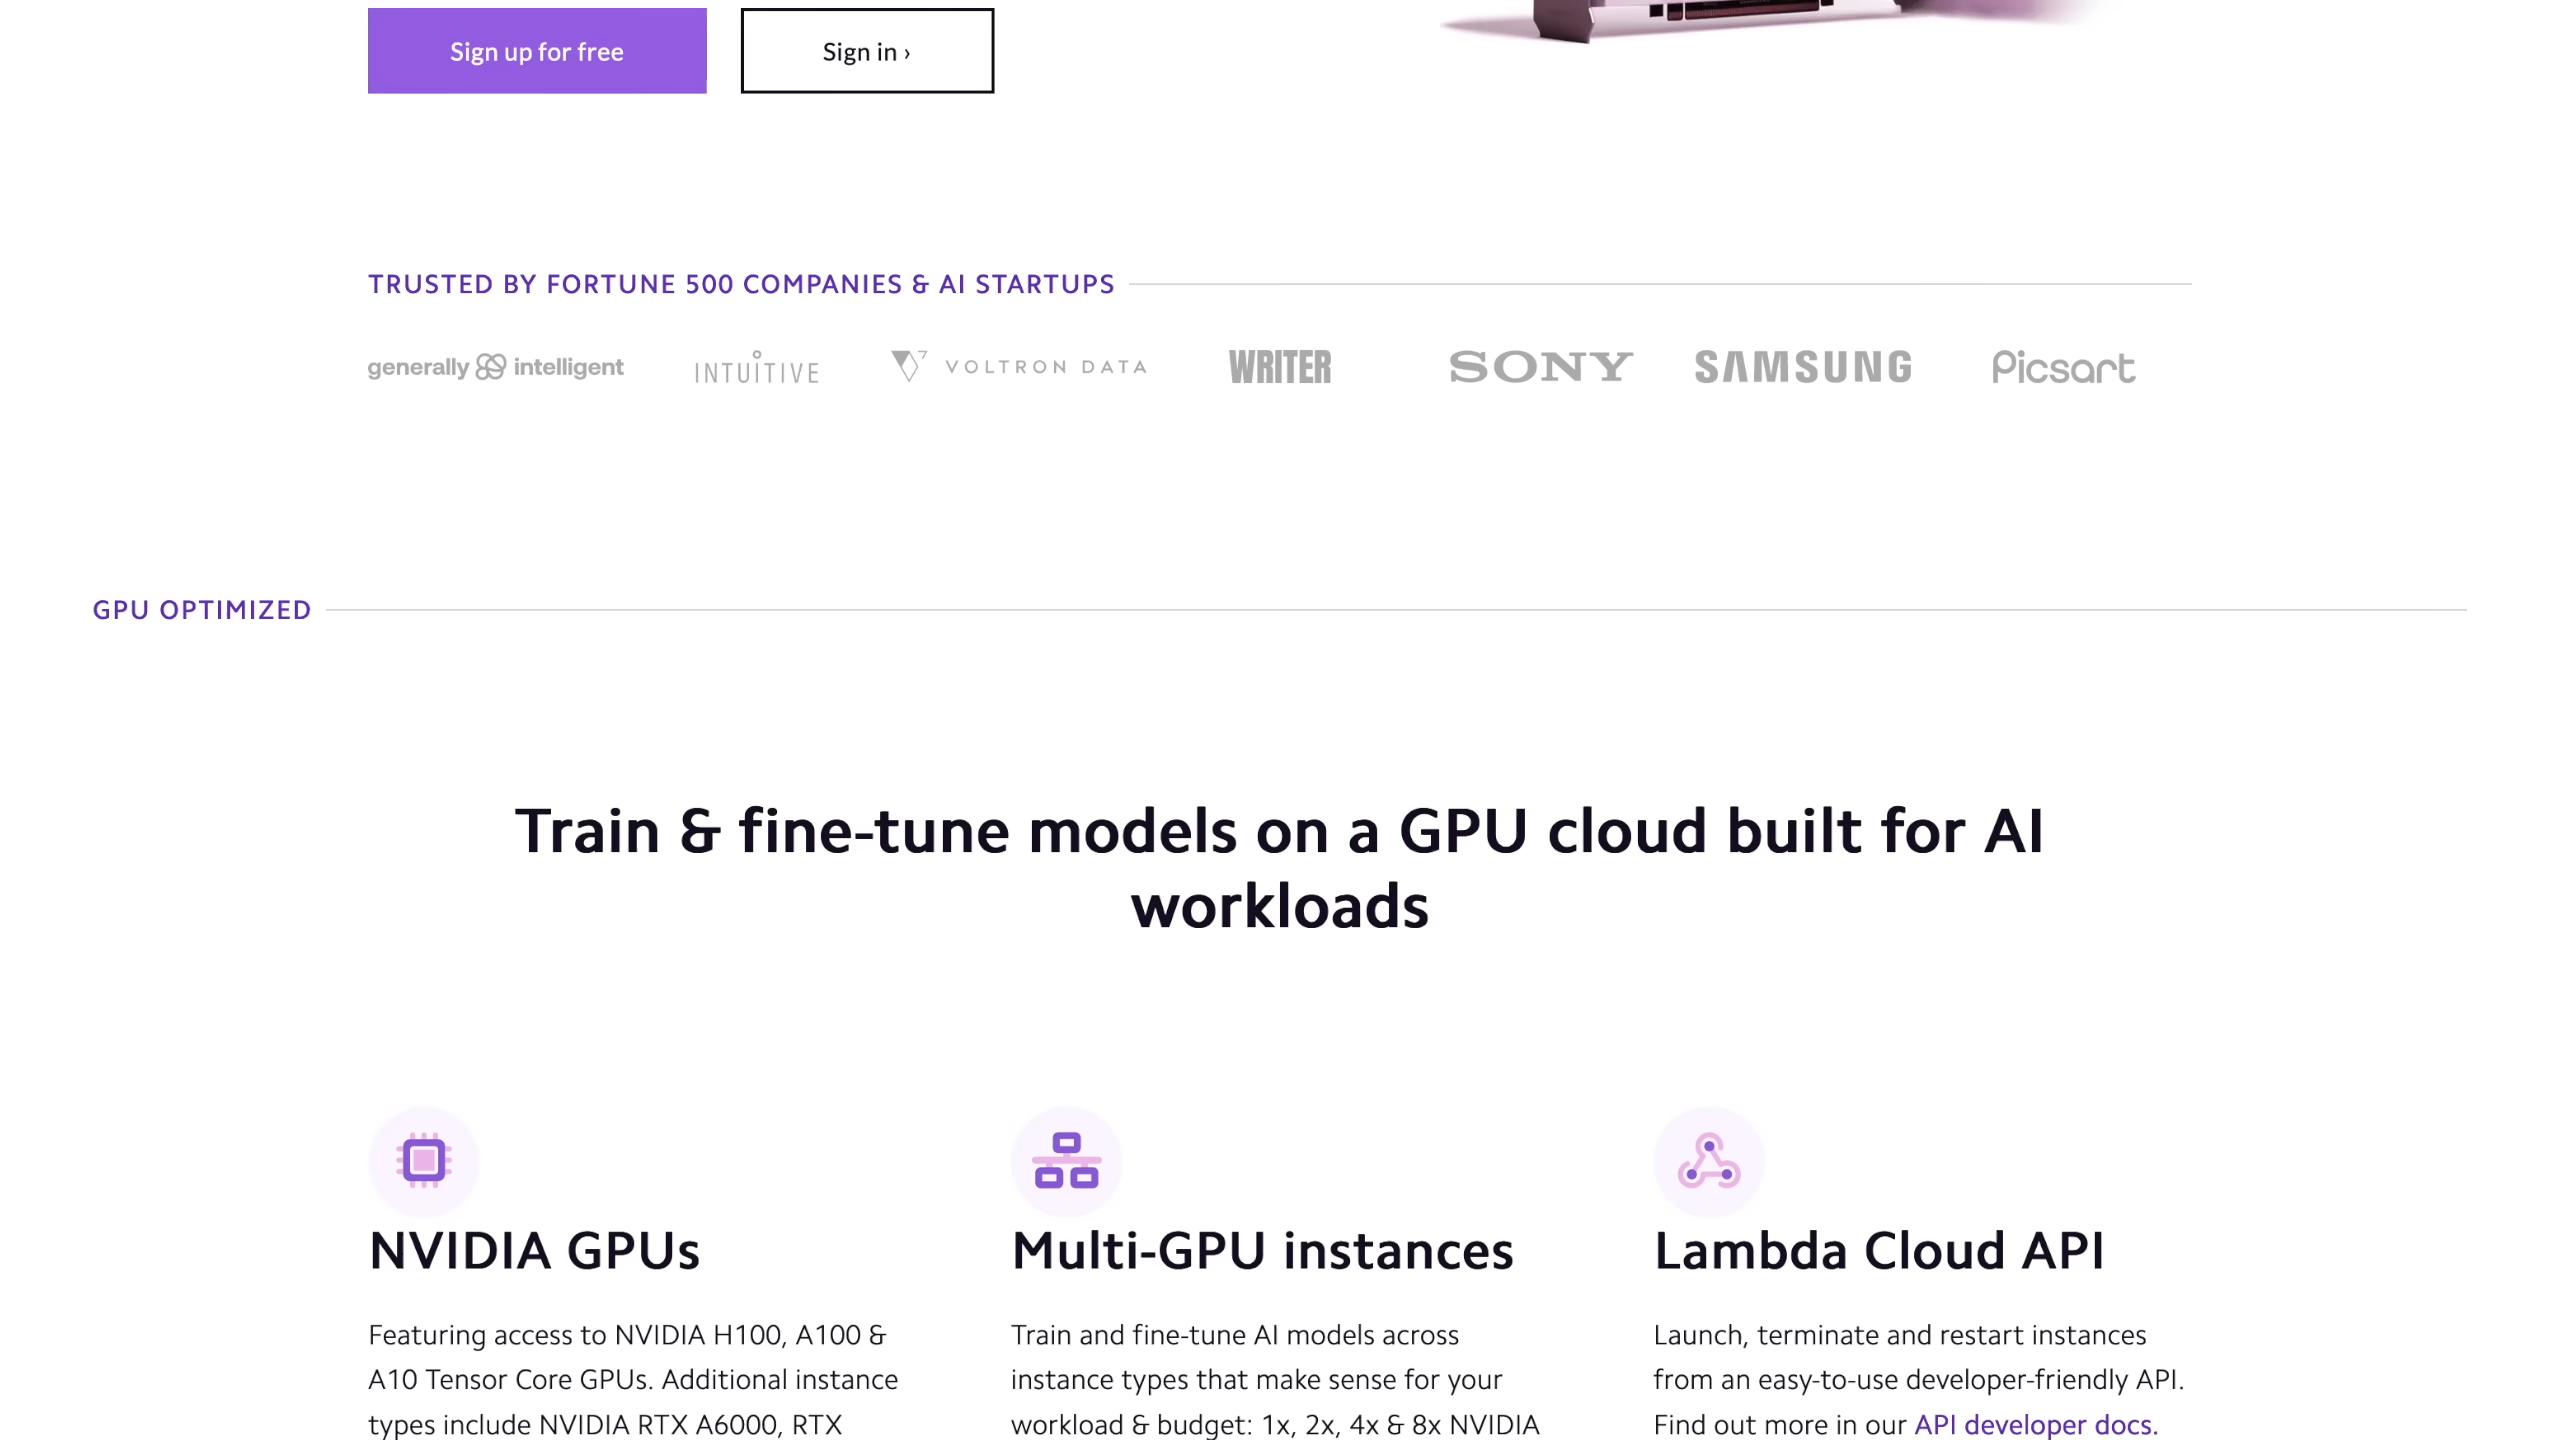 Sign up for free
Sign in ›
TRUSTED BY FORTUNE 500 COMPANIES & AI STARTUPS
generally intelligent
INTUITIVE
VOLTRON DATA
WRITER
SONY
SAMSUNG
Picsart
GPU OPTIMIZED
Train & fine-tune models on a GPU cloud built for AI
workloads
NVIDIA GPUs
Featuring access to NVIDIA H100, A100 &
A10 Tensor Core GPUs. Additional instance
types include NVIDIA RTX A6000, RTX
Multi-GPU instances
Train and fine-tune AI models across
instance types that make sense for your
workload & budget: 1x, 2x, 4x & 8x NVIDIA
Lambda Cloud API
Launch, terminate and restart instances
from an easy-to-use developer-friendly API.
Find out more in our API developer docs.